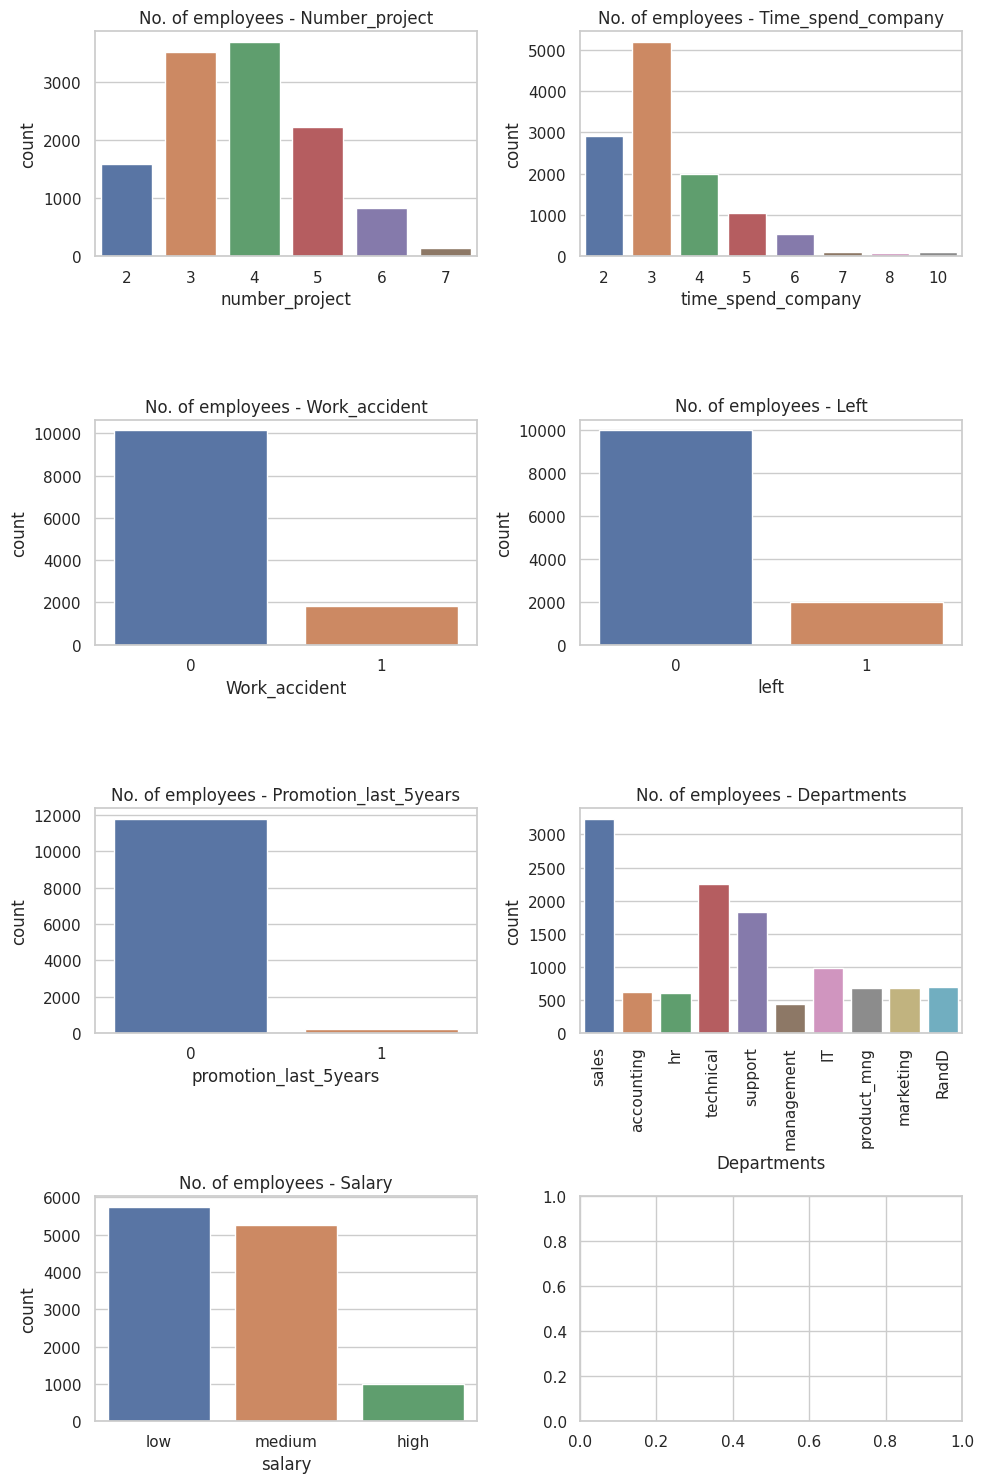 No. of employees - Number_project
3000
2000
1000
0
count
2 3 4 5 6 7
number_project
No. of employees - Time_spend_company
5000
4000
3000
2000
1000
0
count
2 3 4 5 6 7 8 10
time_spend_company
No. of employees - Work_accident
10000
8000
6000
4000
2000
0
count
0 1
Work_accident
No. of employees - Left
10000
8000
6000
4000
2000
0
count
0 1
left
No. of employees - Promotion_last_5years
12000
10000
8000
6000
4000
2000
0
count
0 1
promotion_last_5years
No. of employees - Departments
3000
2500
2000
1500
1000
500
0
count
sales
accounting
hr
technical
support
management
IT
product_mng
marketing
RandD
Departments
No. of employees - Salary
6000
5000
4000
3000
2000
1000
0
count
low medium high
salary
1.0
0.8
0.6
0.4
0.2
0.0
0.0 0.2 0.4 0.6 0.8 1.0